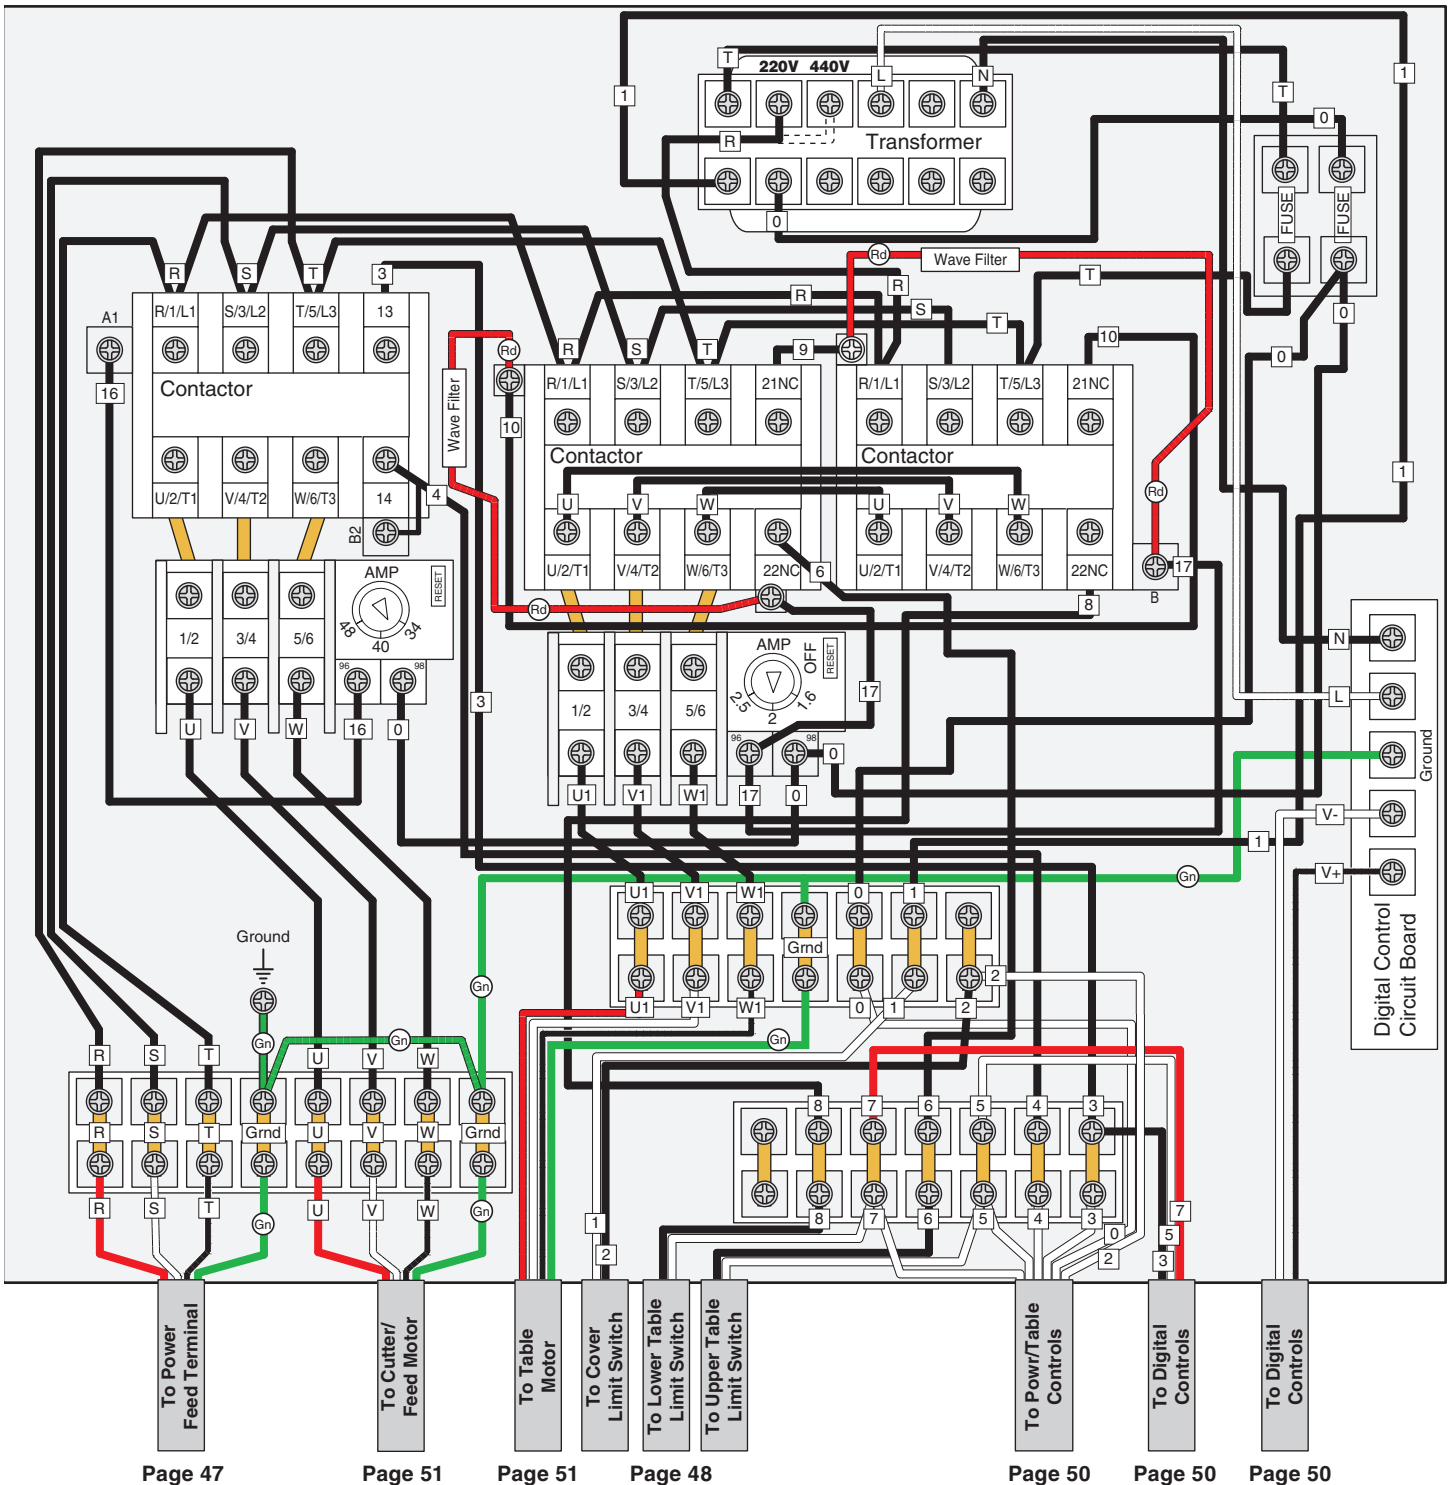 1
T
220V 440V
L
N
1
T
0
R
Transformer
0
FUSE
FUSE
R
S
T
3
Rd
Wave Filter
T
R
R
S
T
0
A1
R/1/L1
S/3/L2
T/5/L3
13
Rd
R
S
T
9
10
0
16
Contactor
Wave Filter
10
R/1/L1
S/3/L2
T/5/L3
21NC
R/1/L1
S/3/L2
T/5/L3
21NC
Contactor
Contactor
1
U/2/T1
V/4/T2
W/6/T3
14
4
U
V
W
U
V
W
Rd
B2
AMP
RESET
48
40
34
U/2/T1
V/4/T2
W/6/T3
22NC
6
U/2/T1
V/4/T2
W/6/T3
22NC
17
B
Rd
8
1/2
3/4
5/6
96
98
AMP
OFF
RESET
2.5
2
1.6
N
3
17
L
1/2
3/4
5/6
U
V
W
16
0
96
98
0
Ground
U1
V1
W1
17
0
V-
1
V+
Gn
U1
V1
W1
0
1
Grnd
Ground
Gn
2
U1
V1
W1
0
1
2
Digital Control
Circuit Board
Gn
Gn
Gn
R
S
T
U
V
W
8
7
6
5
4
3
R
S
T
Grnd
U
V
W
Grnd
R
S
T
Gn
U
V
W
Gn
1
2
8
7
6
5
4
3
0
2
7
5
3
To Power
Feed Terminal
To Cutter/
Feed Motor
To Table
Motor
To Cover
Limit Switch
To Lower Table
Limit Switch
To Upper Table
Limit Switch
To Powr/Table
Controls
To Digital
Controls
To Digital
Controls
Page 47
Page 51
Page 51
Page 48
Page 50
Page 50
Page 50